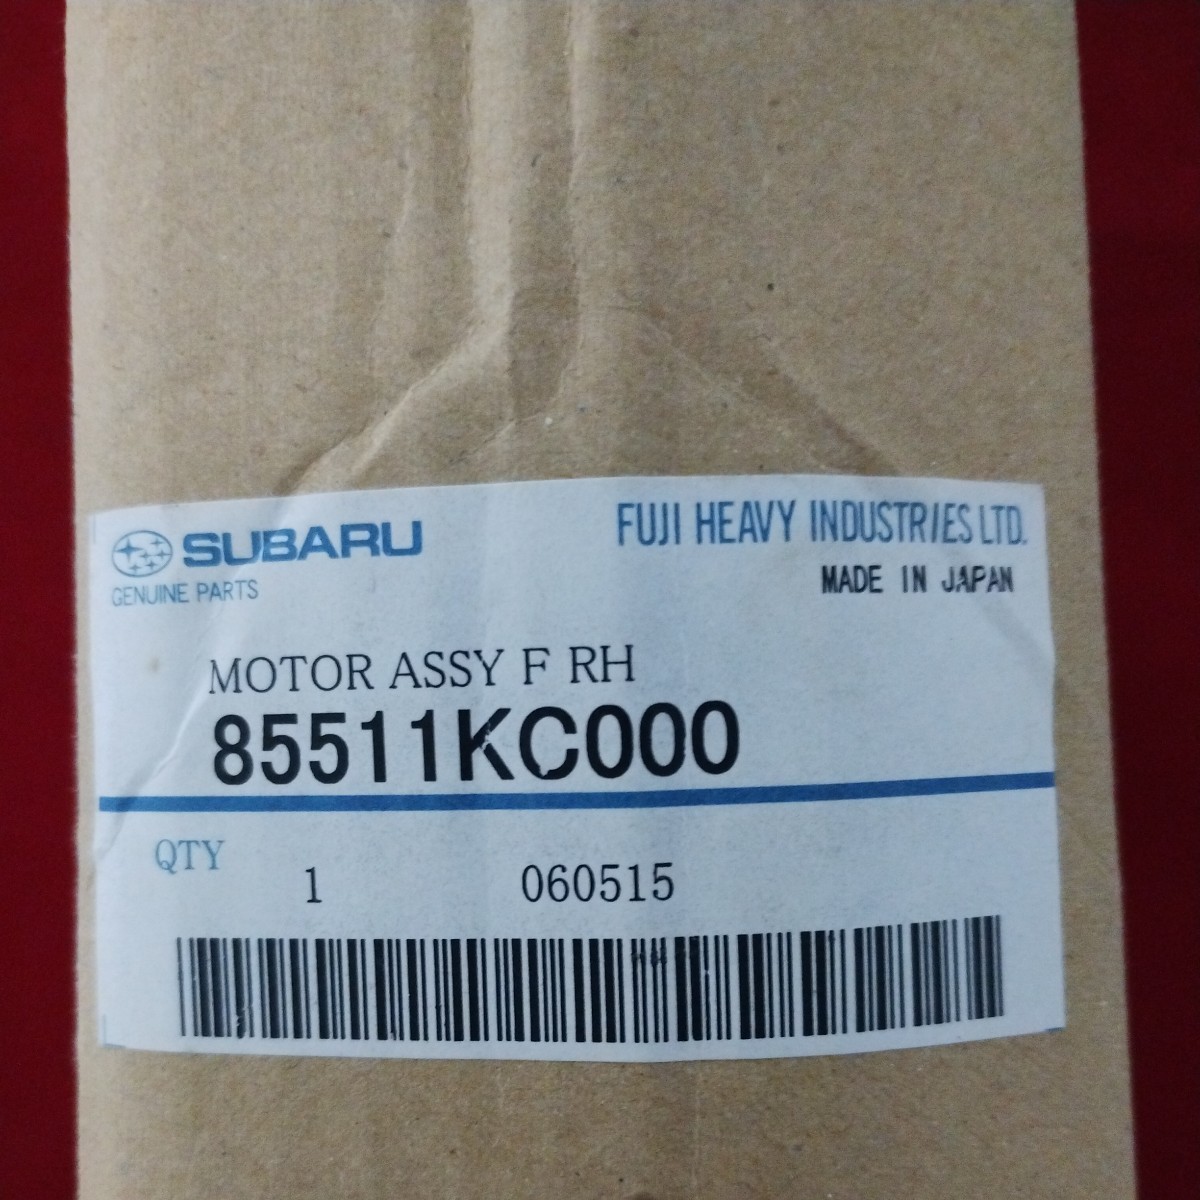 SUBARU
FUJI HEAVY INDUSTRIES LTD.
GENUINE PARTS
MADE IN JAPAN
MOTOR ASSY F RH
85511KC000
QTY
1 060515